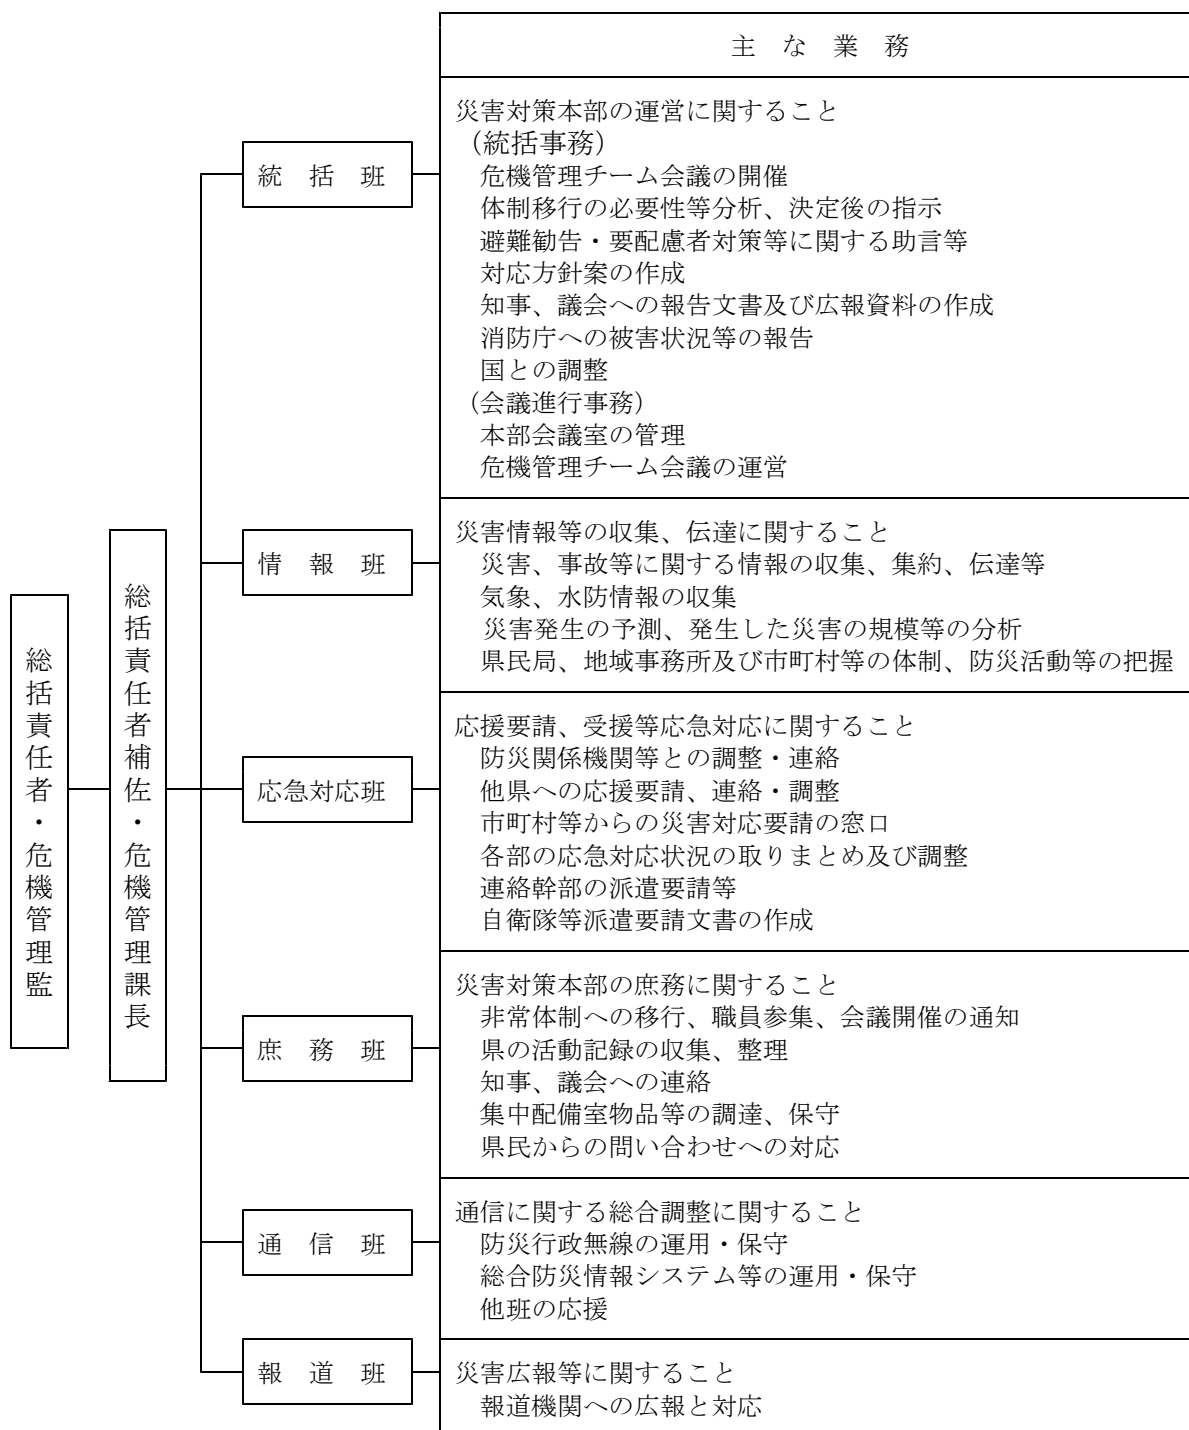 主な業務
総括責任者・危機管理監
総括責任者補佐・危機管理課長
統括班
災害対策本部の運営に関すること
(統括事務)
危機管理チーム会議の開催
体制移行の必要性等分析、決定後の指示
避難勧告・要配慮者対策等に関する助言等
対応方針案の作成
知事、議会への報告文書及び広報資料の作成
消防庁への被害状況等の報告
国との調整
(会議進行事務)
本部会議室の管理
危機管理チーム会議の運営
情報班
災害情報等の収集、伝達に関すること
災害、事故等に関する情報の収集、集約、伝達等
気象、水防情報の収集
災害発生の予測、発生した災害の規模等の分析
県民局、地域事務所及び市町村等の体制、防災活動等の把握
応急対応班
応援要請、受援等応急対応に関すること
防災関係機関等との調整・連絡
他県への応援要請、連絡・調整
市町村等からの災害対応要請の窓口
各部の応急対応状況の取りまとめ及び調整
連絡幹部の派遣要請等
自衛隊等派遣要請文書の作成
庶務班
災害対策本部の庶務に関すること
非常体制への移行、職員参集、会議開催の通知
県の活動記録の収集、整理
知事、議会への連絡
集中配備室物品等の調達、保守
県民からの問い合わせへの対応
通信班
通信に関する総合調整に関すること
防災行政無線の運用・保守
総合防災情報システム等の運用・保守
他班の応援
報道班
災害広報等に関すること
報道機関への広報と対応